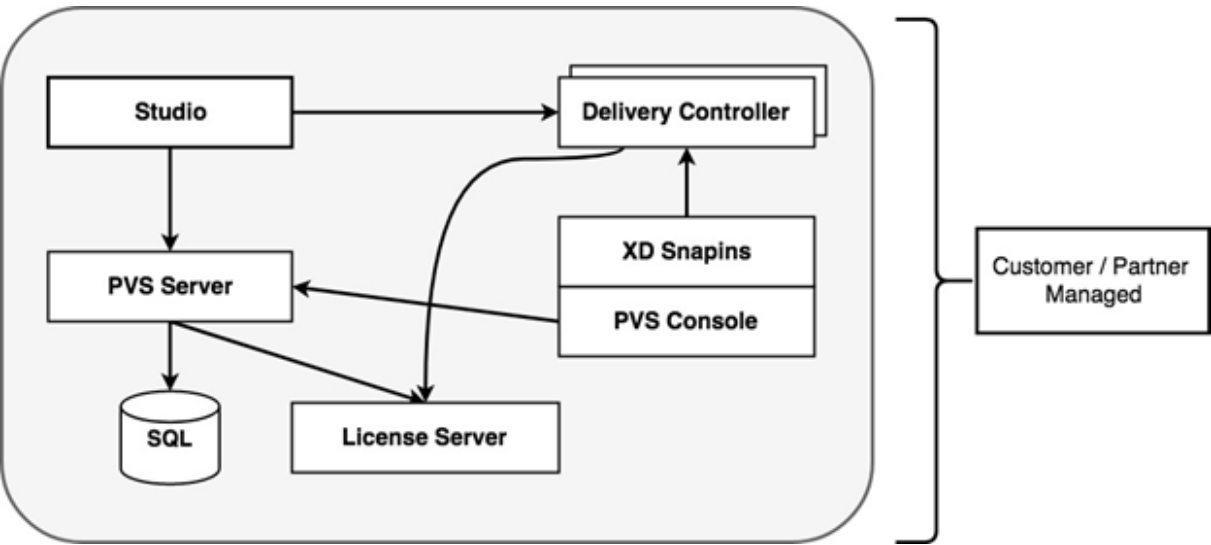 Studio
Delivery Controller
XD Snapins
PVS Server
PVS Console
SQL
License Server
Customer / Partner
Managed